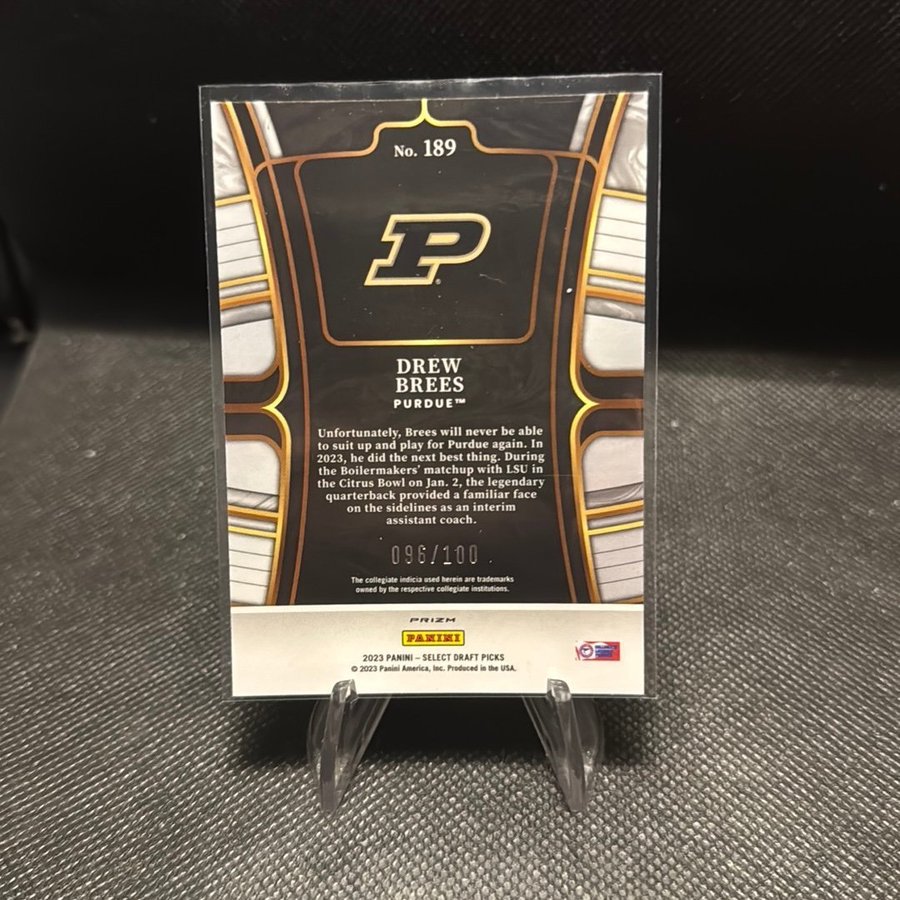 No. 189
P
DREW
BREES
PURDUE™
Unfortunately, Brees will never be able
to suit up and play for Purdue again. In
2023, he did the next best thing. During
the Boilermakers' matchup with LSU in
the Citrus Bowl on Jan. 2, the legendary
quarterback provided a familiar face
on the sidelines as an interim
assistant coach.
096/100
The collegiate indicia used herein are trademarks
owned by the respective collegiate institutions.
PRIZM
PANINI
2023 PANINI – SELECT DRAFT PICKS
© 2023 Panini America, Inc. Produced in the USA.